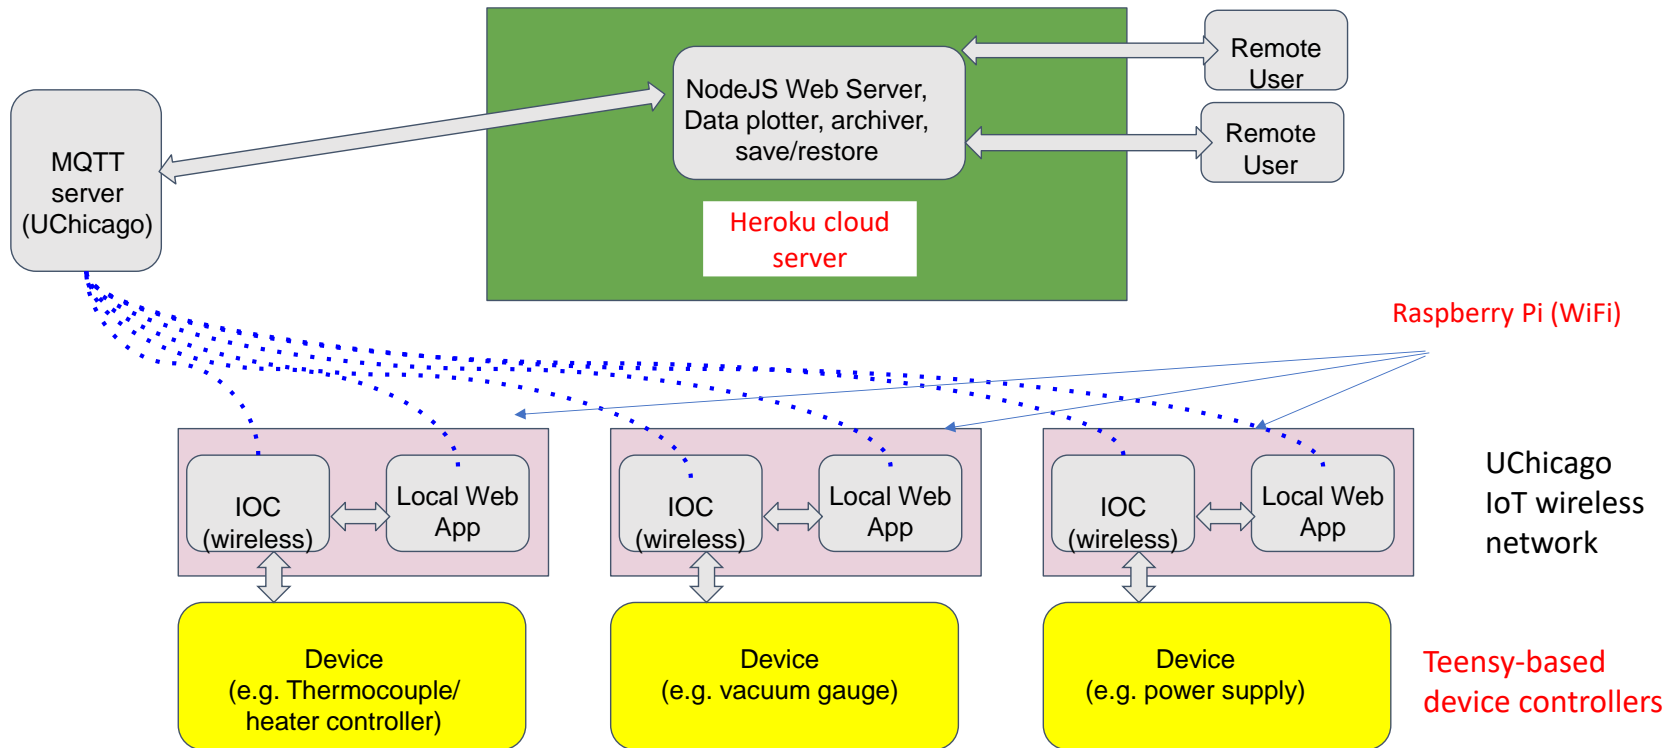 MQTT
server
(UChicago)
NodeJS Web Server,
Data plotter, archiver,
save/restore
Heroku cloud
server
Remote
User
Remote
User
Raspberry Pi (WiFi)
IOC
(wireless)
Local Web
App
IOC
(wireless)
Local Web
App
IOC
(wireless)
Local Web
App
UChicago
IoT wireless
network
Device
(e.g. Thermocouple/
heater controller)
Device
(e.g. vacuum gauge)
Device
(e.g. power supply)
Teensy-based
device controllers